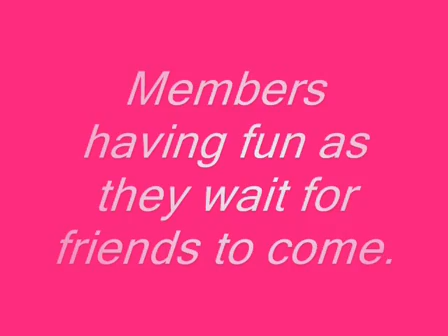 Members
having fun as
they wait for
friends to come.